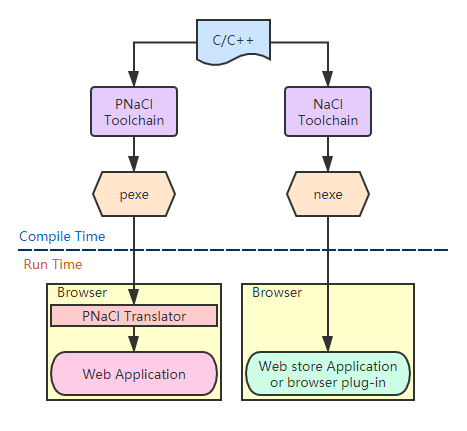 C/C++
PNaCl
Toolchain
NaCl
Toolchain
pexe
nexe
Compile Time
Run Time
Browser
PNaCl Translator
Web Application
Browser
Web store Application
or browser plug-in